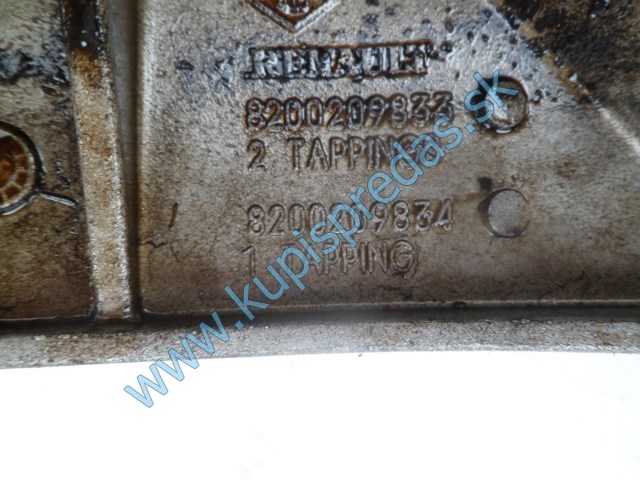 RENAULT
8200209833
2 TAPPING
8200209834
1 TAPPING
www.kupispredas.sk